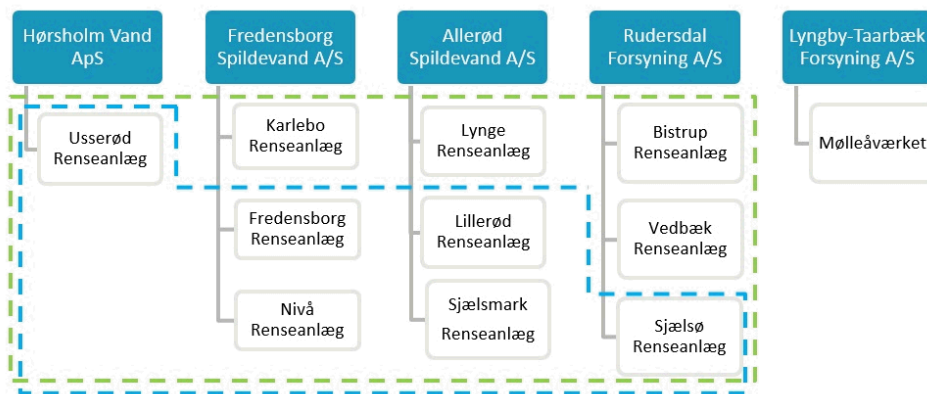 Hørsholm Vand
ApS
Fredensborg
Spildevand A/S
Allerød
Spildevand A/S
Rudersdal
Forsyning A/S
Lyngby-Taarbæk
Forsyning A/S
Usserød
Renseanlæg
Karlebo
Renseanlæg
Lynge
Renseanlæg
Bistrup
Renseanlæg
Mølleåværket
Fredensborg
Renseanlæg
Lillerød
Renseanlæg
Vedbæk
Renseanlæg
Nivå
Renseanlæg
Sjælsmark
Renseanlæg
Sjælsø
Renseanlæg